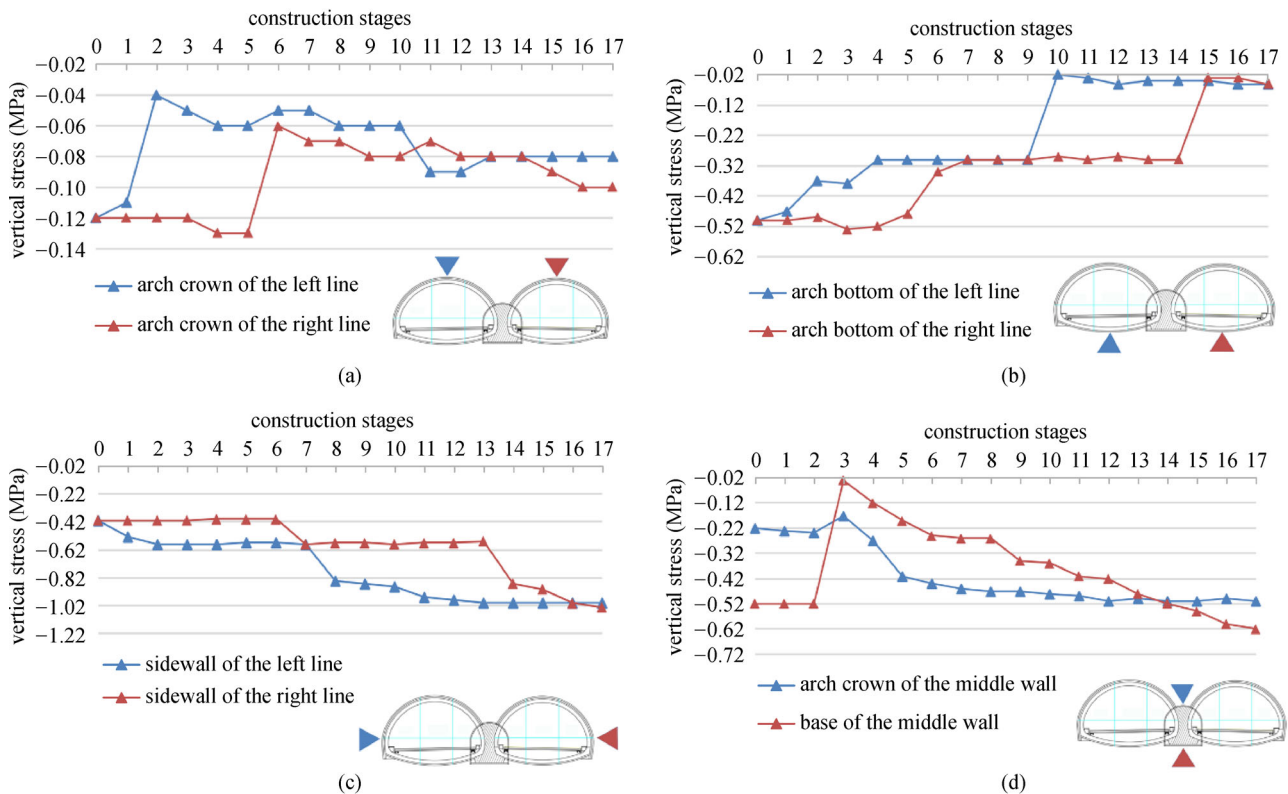 construction stages
0 1 2 3 4 5 6 7 8 9 10 11 12 13 14 15 16 17
−0.02
−0.04
−0.06
−0.08
−0.10
−0.12
−0.14
vertical stress (MPa)
arch crown of the left line
arch crown of the right line
(a)
construction stages
0 1 2 3 4 5 6 7 8 9 10 11 12 13 14 15 16 17
−0.02
−0.12
−0.22
−0.32
−0.42
−0.52
−0.62
vertical stress (MPa)
arch bottom of the left line
arch bottom of the right line
(b)
construction stages
0 1 2 3 4 5 6 7 8 9 10 11 12 13 14 15 16 17
−0.02
−0.22
−0.42
−0.62
−0.82
−1.02
−1.22
vertical stress (MPa)
sidewall of the left line
sidewall of the right line
(c)
construction stages
0 1 2 3 4 5 6 7 8 9 10 11 12 13 14 15 16 17
−0.02
−0.12
−0.22
−0.32
−0.42
−0.52
−0.62
−0.72
vertical stress (MPa)
arch crown of the middle wall
base of the middle wall
(d)